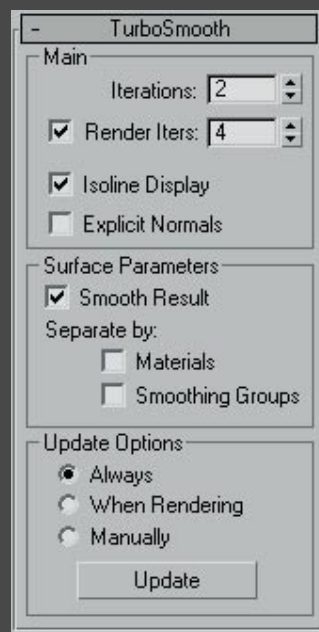 - TurboSmooth
Main
Iterations: 2
Render Iters: 4
Isoline Display
Explicit Normals
Surface Parameters
Smooth Result
Separate by:
Materials
Smoothing Groups
Update Options
Always
When Rendering
Manually
Update